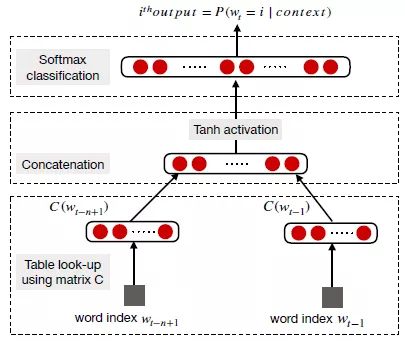 i^{th} output = P(w_t = i | context)
Softmax
classification
Tanh activation
Concatenation
C(w_{t-n+1})
C(w_{t-1})
Table look-up
using matrix C
word index w_{t-n+1}
word index w_{t-1}